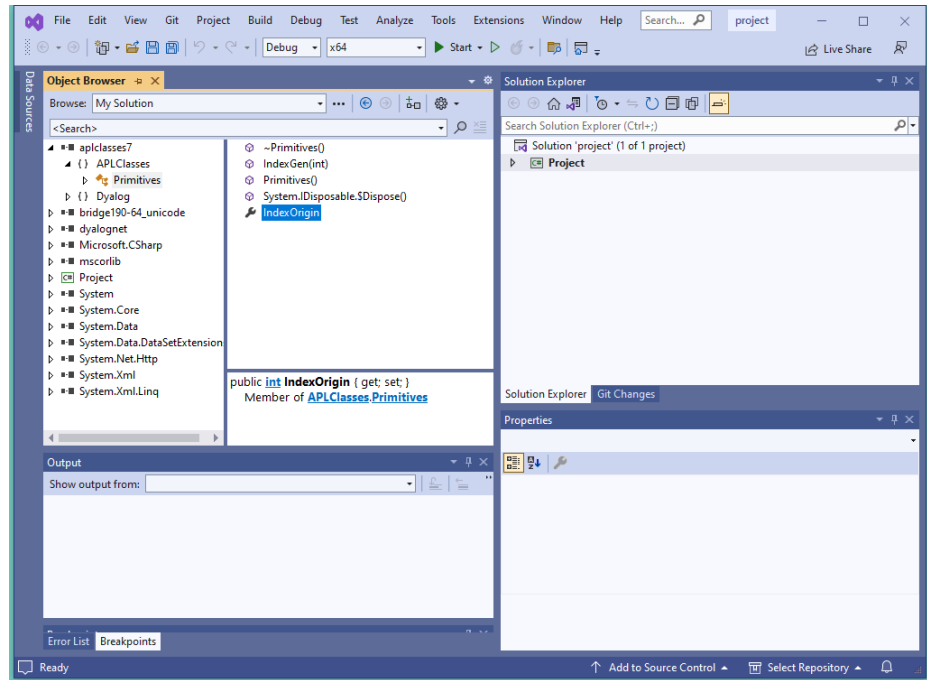 File Edit View Git Project Build Debug Test Analyze Tools Extensions Window Help Search... project
Debug x64 Start Live Share
Data Sources
Object Browser
Browse: My Solution
<Search>
aplclasses7
{ } APLClasses
Primitives
{ } Dyalog
bridge190-64_unicode
dyalognet
Microsoft.CSharp
mscorlib
C# Project
System
System.Core
System.Data
System.Data.DataSetExtension
System.Net.Http
System.Xml
System.Xml.Linq
~Primitives()
IndexGen(int)
Primitives()
System.IDisposable.$Dispose()
IndexOrigin
public int IndexOrigin { get; set; }
Member of APLClasses.Primitives
Output
Show output from:
Error List Breakpoints
Solution Explorer
Search Solution Explorer (Ctrl+;)
Solution 'project' (1 of 1 project)
C# Project
Solution Explorer Git Changes
Properties
Ready Add to Source Control Select Repository